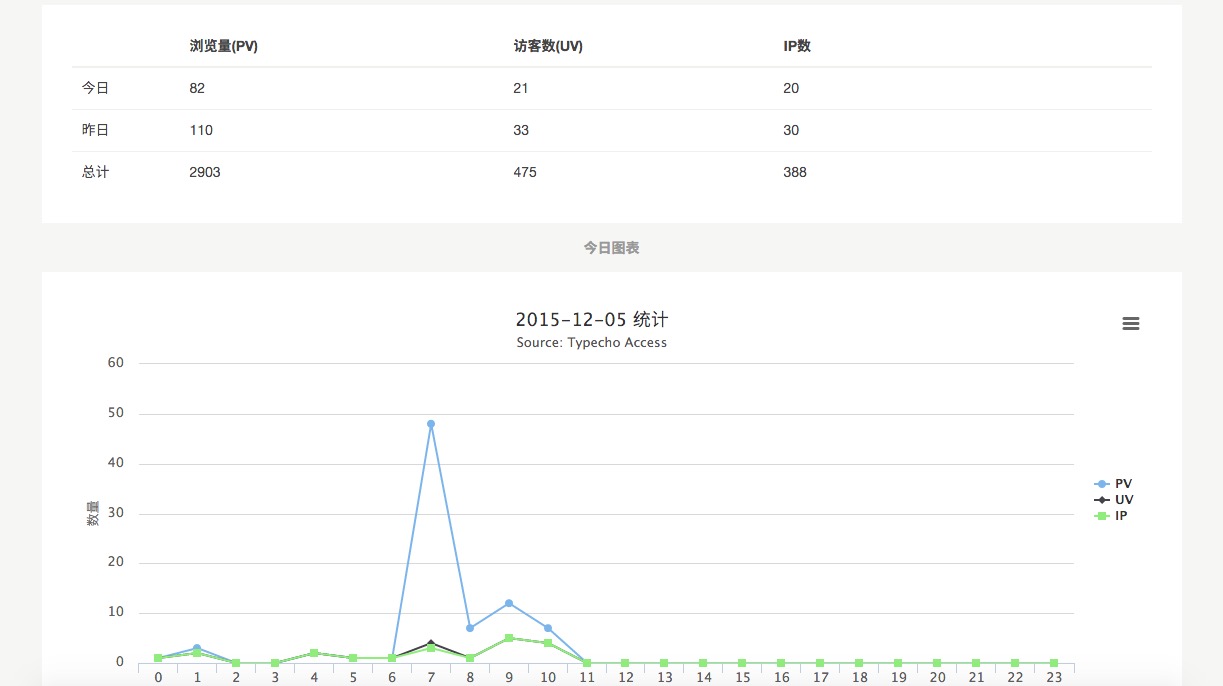 浏览量(PV) 访客数(UV) IP数
今日 82 21 20
昨日 110 33 30
总计 2903 475 388
今日图表
2015-12-05 统计
Source: Typecho Access
60
50
40
30
20
10
0
数量
PV
UV
IP
0 1 2 3 4 5 6 7 8 9 10 11 12 13 14 15 16 17 18 19 20 21 22 23